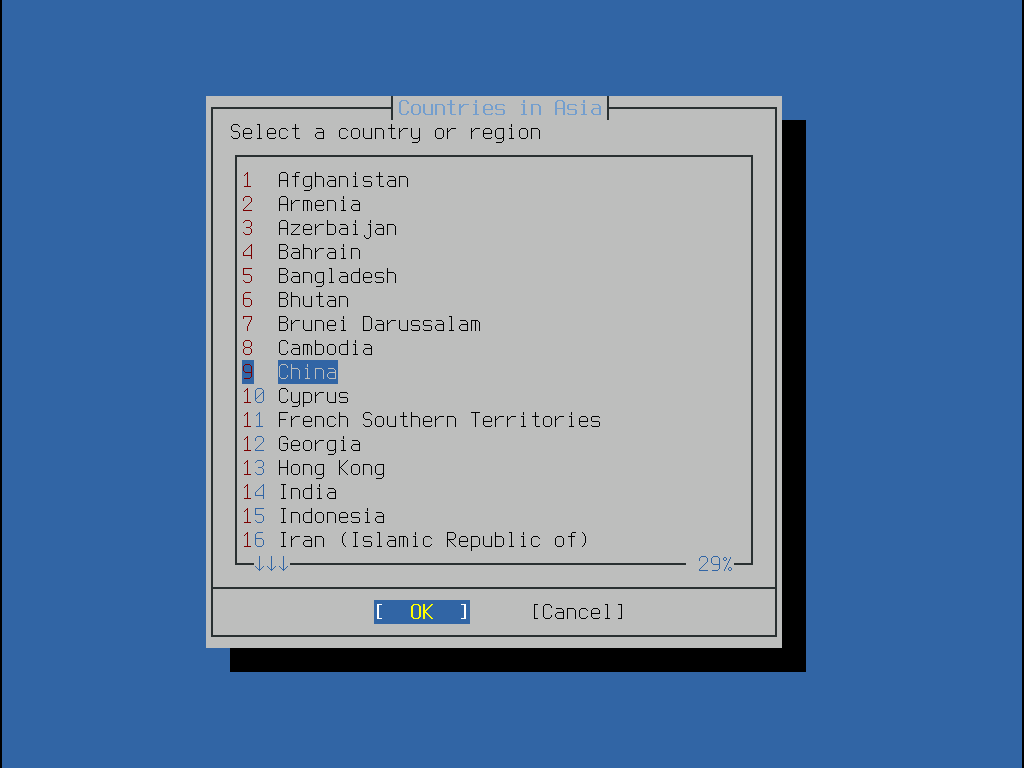 Countries in Asia
Select a country or region
1 Afghanistan
2 Armenia
3 Azerbaijan
4 Bahrain
5 Bangladesh
6 Bhutan
7 Brunei Darussalam
8 Cambodia
9 China
10 Cyprus
11 French Southern Territories
12 Georgia
13 Hong Kong
14 India
15 Indonesia
16 Iran (Islamic Republic of)
↓↓↓ 29%
[ OK ] [Cancel]